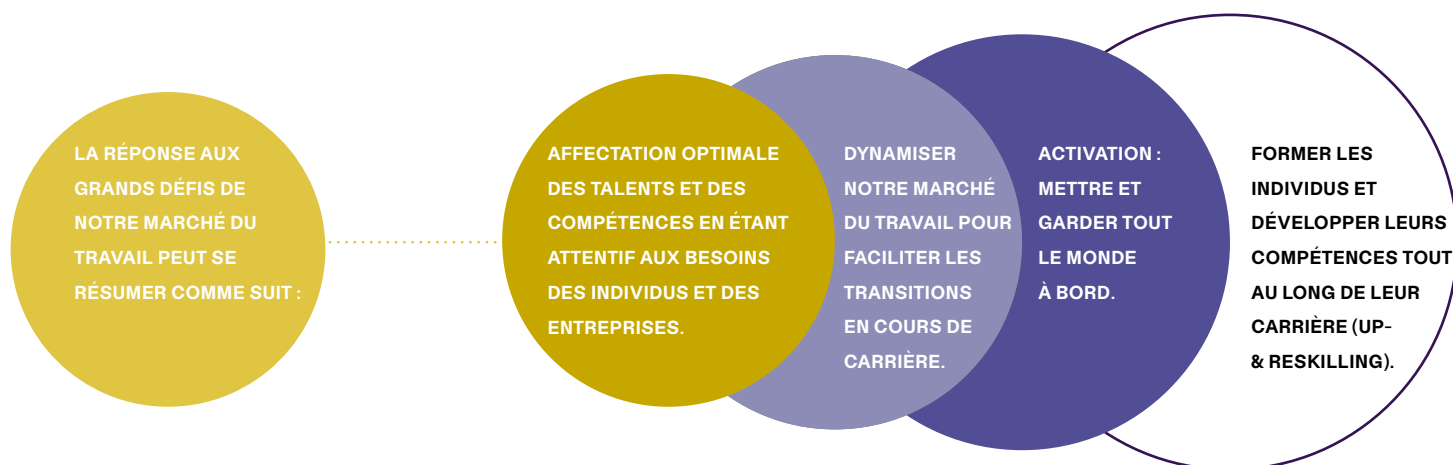 LA RÉPONSE AUX
GRANDS DÉFIS DE
NOTRE MARCHÉ DU
TRAVAIL PEUT SE
RÉSUMER COMME SUIT :
AFFECTATION OPTIMALE
DES TALENTS ET DES
COMPÉTENCES EN ÉTANT
ATTENTIF AUX BESOINS
DES INDIVIDUS ET DES
ENTREPRISES.
DYNAMISER
NOTRE MARCHÉ
DU TRAVAIL POUR
FACILITER LES
TRANSITIONS
EN COURS DE
CARRIÈRE.
ACTIVATION :
METTRE ET
GARDER TOUT
LE MONDE
À BORD.
FORMER LES
INDIVIDUS ET
DÉVELOPPER LEURS
COMPÉTENCES TOUT
AU LONG DE LEUR
CARRIÈRE (UP-
& RESKILLING).